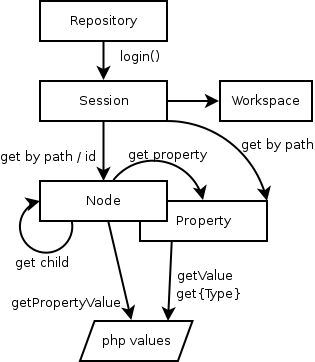 Repository
login()
Session
Workspace
get by path / id
get property
get by path
Node
Property
get child
getValue
get{Type}
getPropertyValue
php values